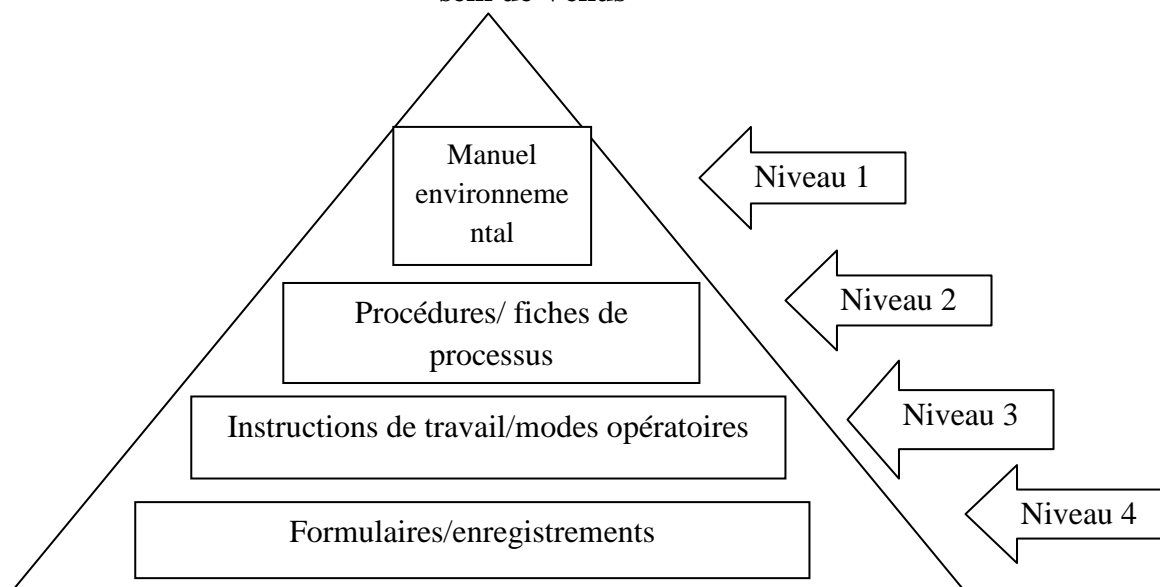 Manuel
environneme
ntal
Niveau 1
Procédures/ fiches de
processus
Niveau 2
Instructions de travail/modes opératoires
Niveau 3
Formulaires/enregistrements
Niveau 4